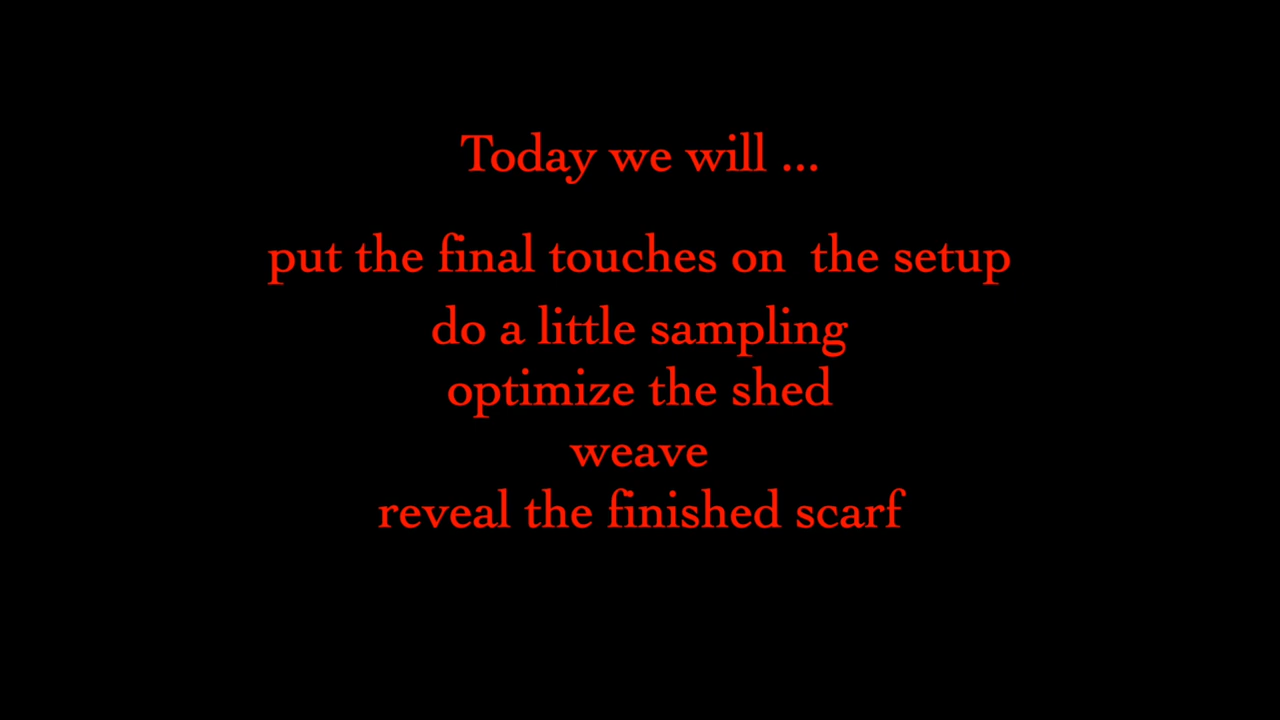 Today we will ...
put the final touches on  the setup
do a little sampling
optimize the shed
weave
reveal the finished scarf